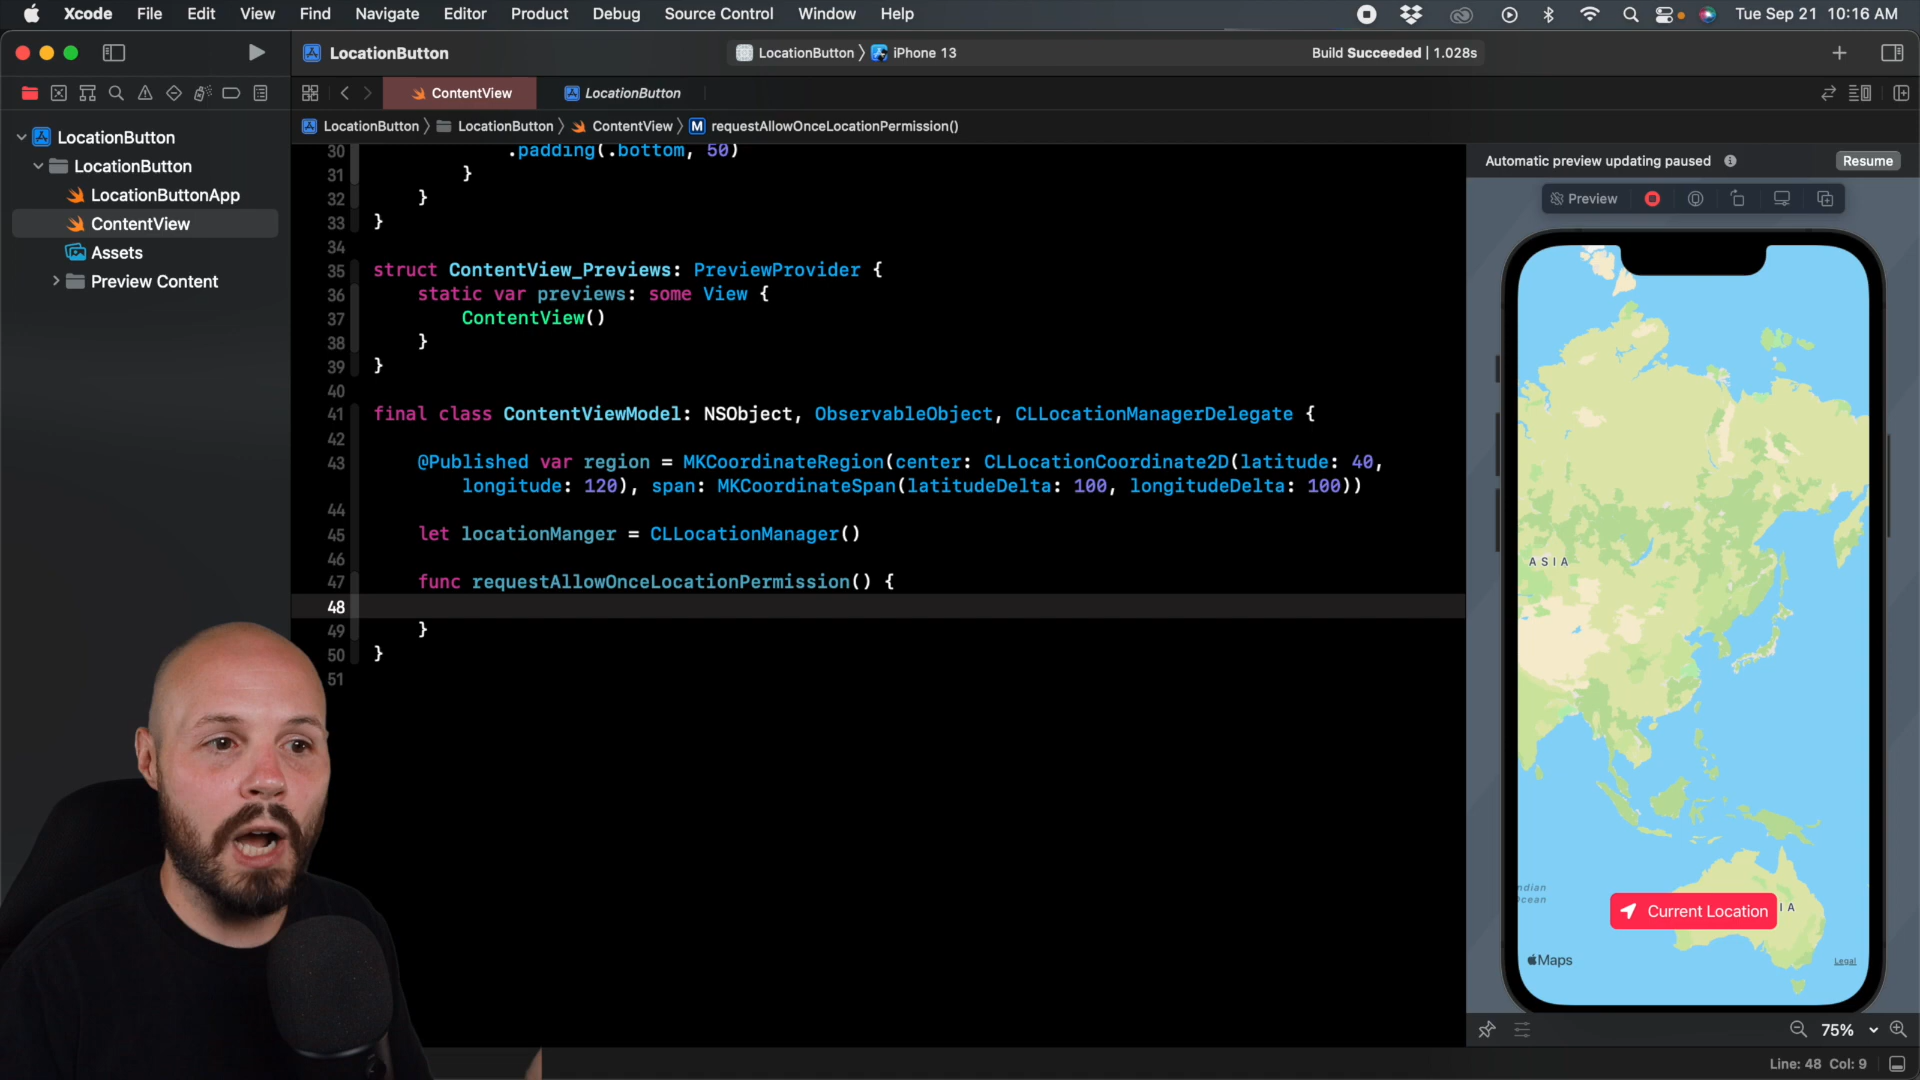 Xcode File Edit View Find Navigate Editor Product Debug Source Control Window Help Tue Sep 21 10:16 AM
LocationButton LocationButton iPhone 13 Build Succeeded | 1.028s
ContentView LocationButton
LocationButton LocationButton ContentView M requestAllowOnceLocationPermission()
LocationButton
LocationButton
LocationButtonApp
ContentView
Assets
Preview Content
30 .padding(.bottom, 50)
31 }
32 }
33 }
34
35 struct ContentView_Previews: PreviewProvider {
36 static var previews: some View {
37 ContentView()
38 }
39 }
40
41 final class ContentViewModel: NSObject, ObservableObject, CLLocationManagerDelegate {
42
43 @Published var region = MKCoordinateRegion(center: CLLocationCoordinate2D(latitude: 40,
longitude: 120), span: MKCoordinateSpan(latitudeDelta: 100, longitudeDelta: 100))
44
45 let locationManger = CLLocationManager()
46
47 func requestAllowOnceLocationPermission() {
48
49 }
50 }
51
Automatic preview updating paused Resume
Preview
ASIA
ndian
cean
Current Location
IA
Maps
Legal
75%
Line: 48 Col: 9